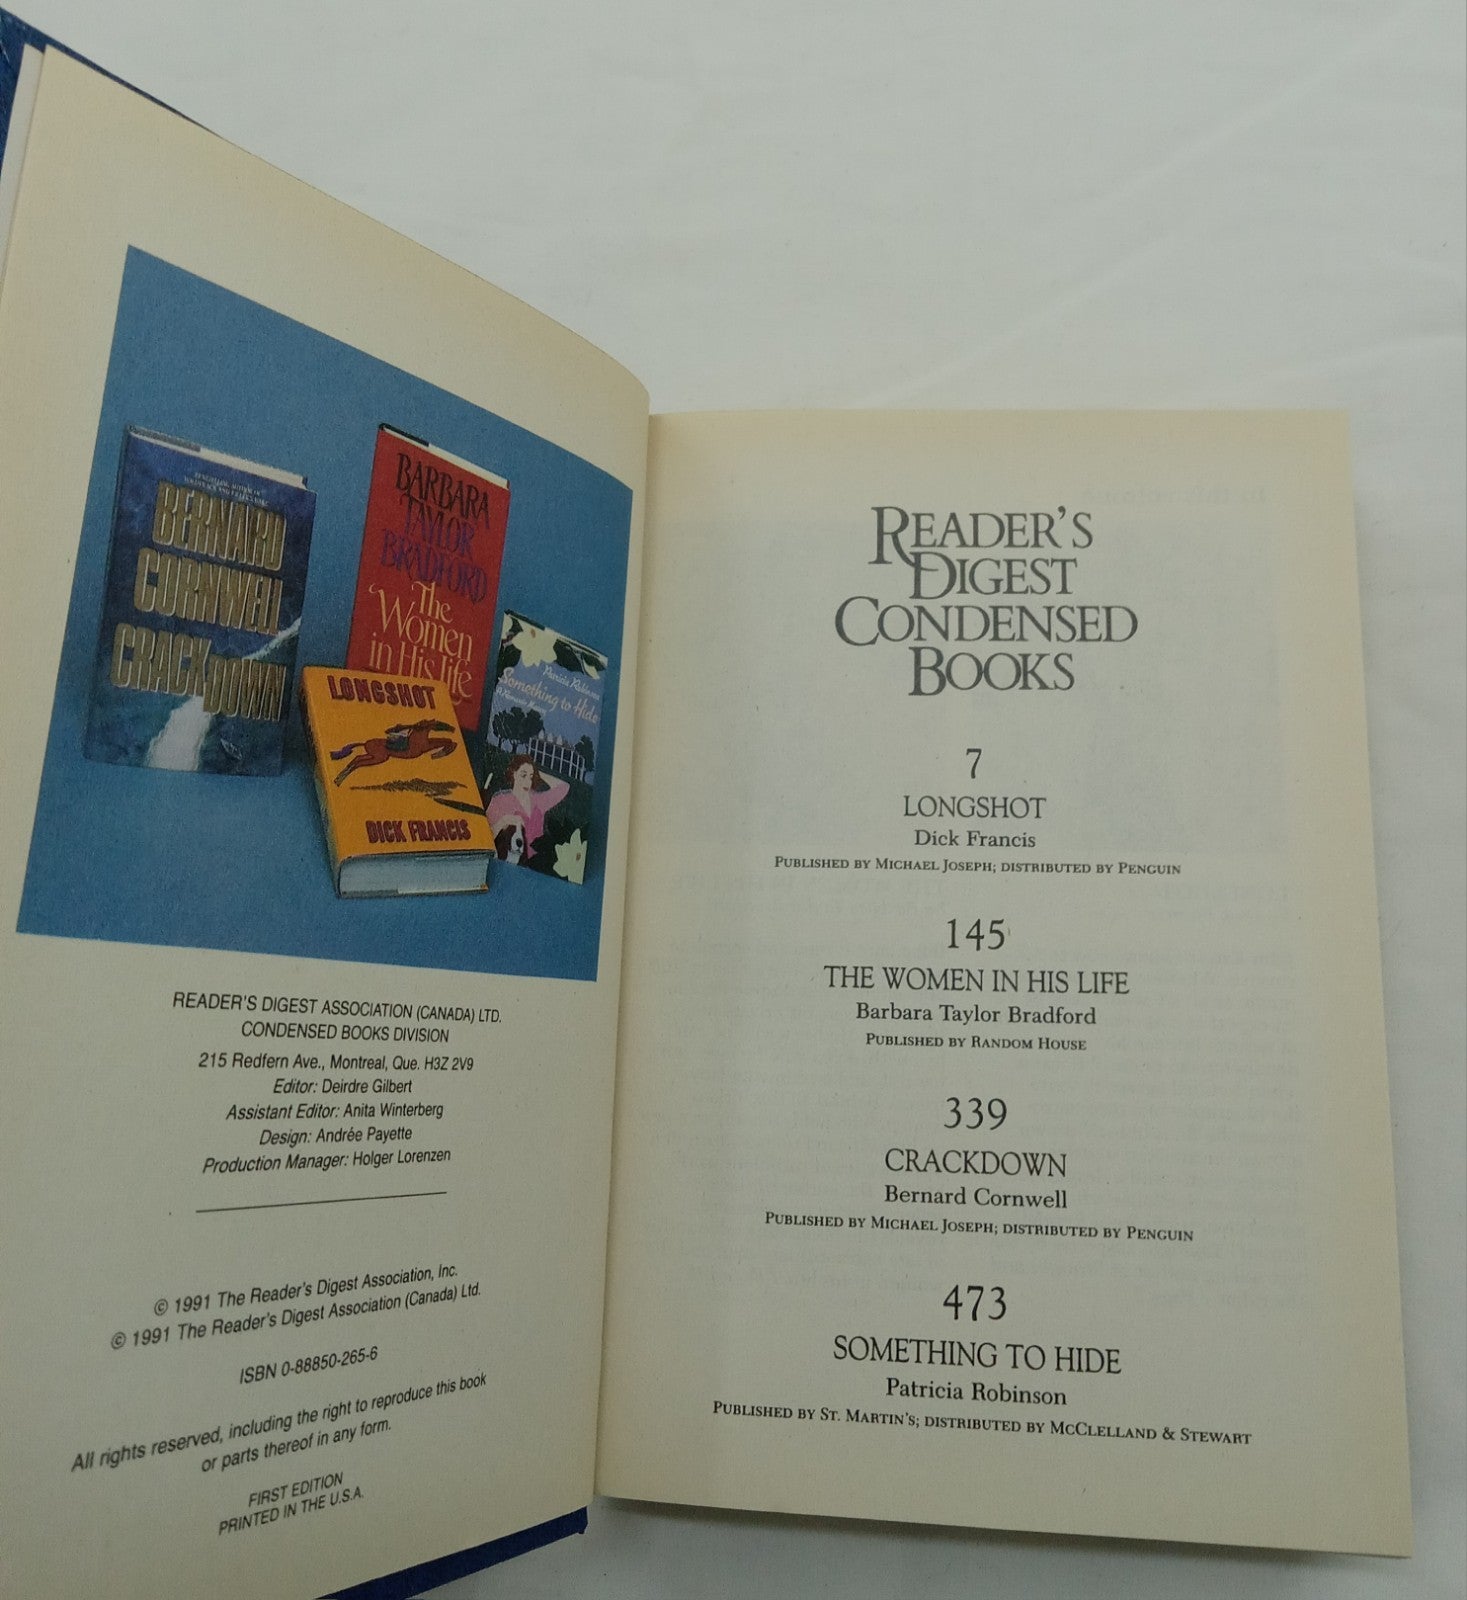 BERNARD
CORNWELL
CRACKDOWN
BARBARA
TAYLOR
BRADFORD
The
Women
in His Life
LONGSHOT
DICK FRANCIS
Patricia Robinson
Something to Hide
READER'S DIGEST ASSOCIATION (CANADA) LTD.
CONDENSED BOOKS DIVISION
215 Redfern Ave., Montreal, Que. H3Z 2V9
Editor: Deirdre Gilbert
Assistant Editor: Anita Winterberg
Design: Andrée Payette
Production Manager: Holger Lorenzen
© 1991 The Reader's Digest Association, Inc.
© 1991 The Reader's Digest Association (Canada) Ltd.
ISBN 0-88850-265-6
All rights reserved, including the right to reproduce this book
or parts thereof in any form.
FIRST EDITION
PRINTED IN THE U.S.A.
READER'S
DIGEST
CONDENSED
BOOKS
7
LONGSHOT
Dick Francis
PUBLISHED BY MICHAEL JOSEPH; DISTRIBUTED BY PENGUIN
145
THE WOMEN IN HIS LIFE
Barbara Taylor Bradford
PUBLISHED BY RANDOM HOUSE
339
CRACKDOWN
Bernard Cornwell
PUBLISHED BY MICHAEL JOSEPH; DISTRIBUTED BY PENGUIN
473
SOMETHING TO HIDE
Patricia Robinson
PUBLISHED BY ST. MARTIN'S; DISTRIBUTED BY MCCLELLAND & STEWART